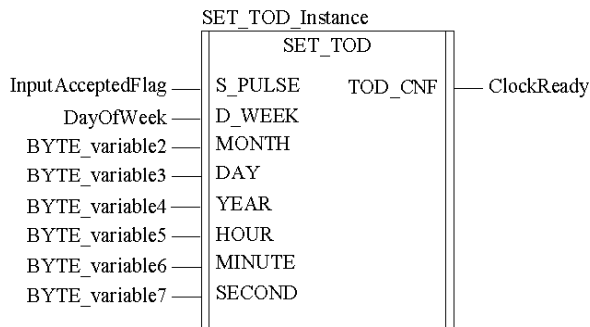 SET_TOD_Instance
SET_TOD
InputAcceptedFlag S_PULSE TOD_CNF ClockReady
DayOfWeek D_WEEK
BYTE_variable2 MONTH
BYTE_variable3 DAY
BYTE_variable4 YEAR
BYTE_variable5 HOUR
BYTE_variable6 MINUTE
BYTE_variable7 SECOND